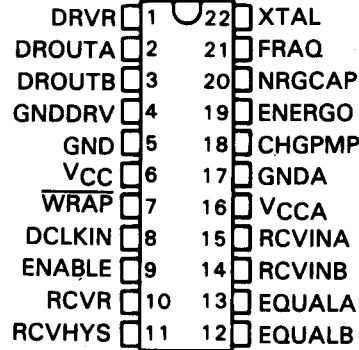 DRVR 1 22 XTAL
DROUTA 2 21 FRAQ
DROUTB 3 20 NRGCAP
GNDDRV 4 19 ENERGO
GND 5 18 CHGPMP
VCC 6 17 GNDA
WRAP 7 16 VCCA
DCLKIN 8 15 RCVINA
ENABLE 9 14 RCVINB
RCVR 10 13 EQUALA
RCVHYS 11 12 EQUALB